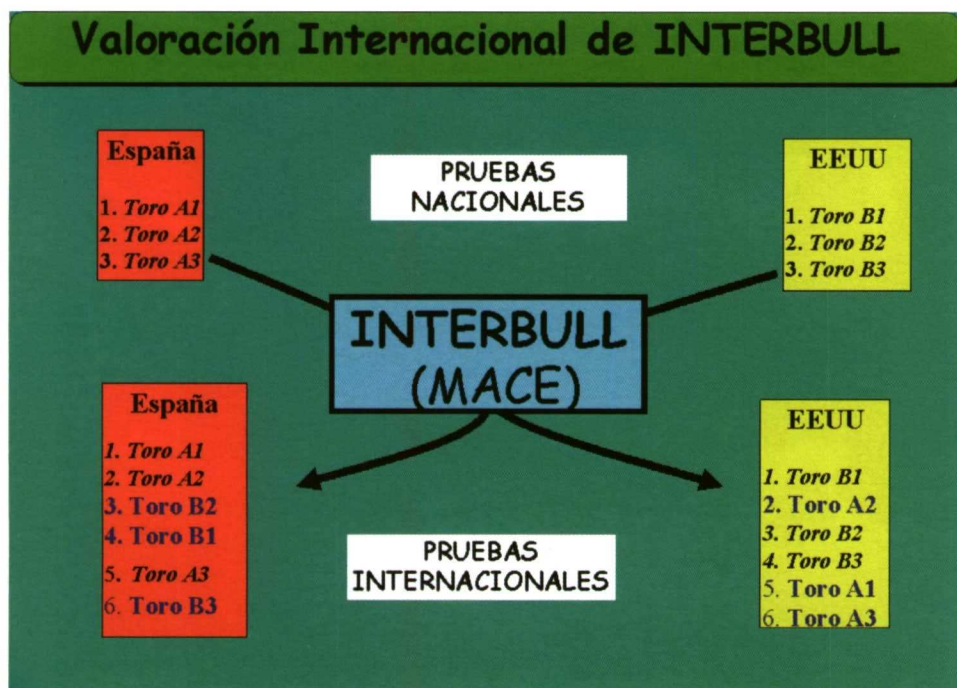 Valoración Internacional de INTERBULL
España
1. Toro A1
2. Toro A2
3. Toro A3
PRUEBAS
NACIONALES
EEUU
1. Toro B1
2. Toro B2
3. Toro B3
INTERBULL
(MACE)
España
1. Toro A1
2. Toro A2
3. Toro B2
4. Toro B1
5. Toro A3
6. Toro B3
PRUEBAS
INTERNACIONALES
EEUU
1. Toro B1
2. Toro A2
3. Toro B2
4. Toro B3
5. Toro A1
6. Toro A3